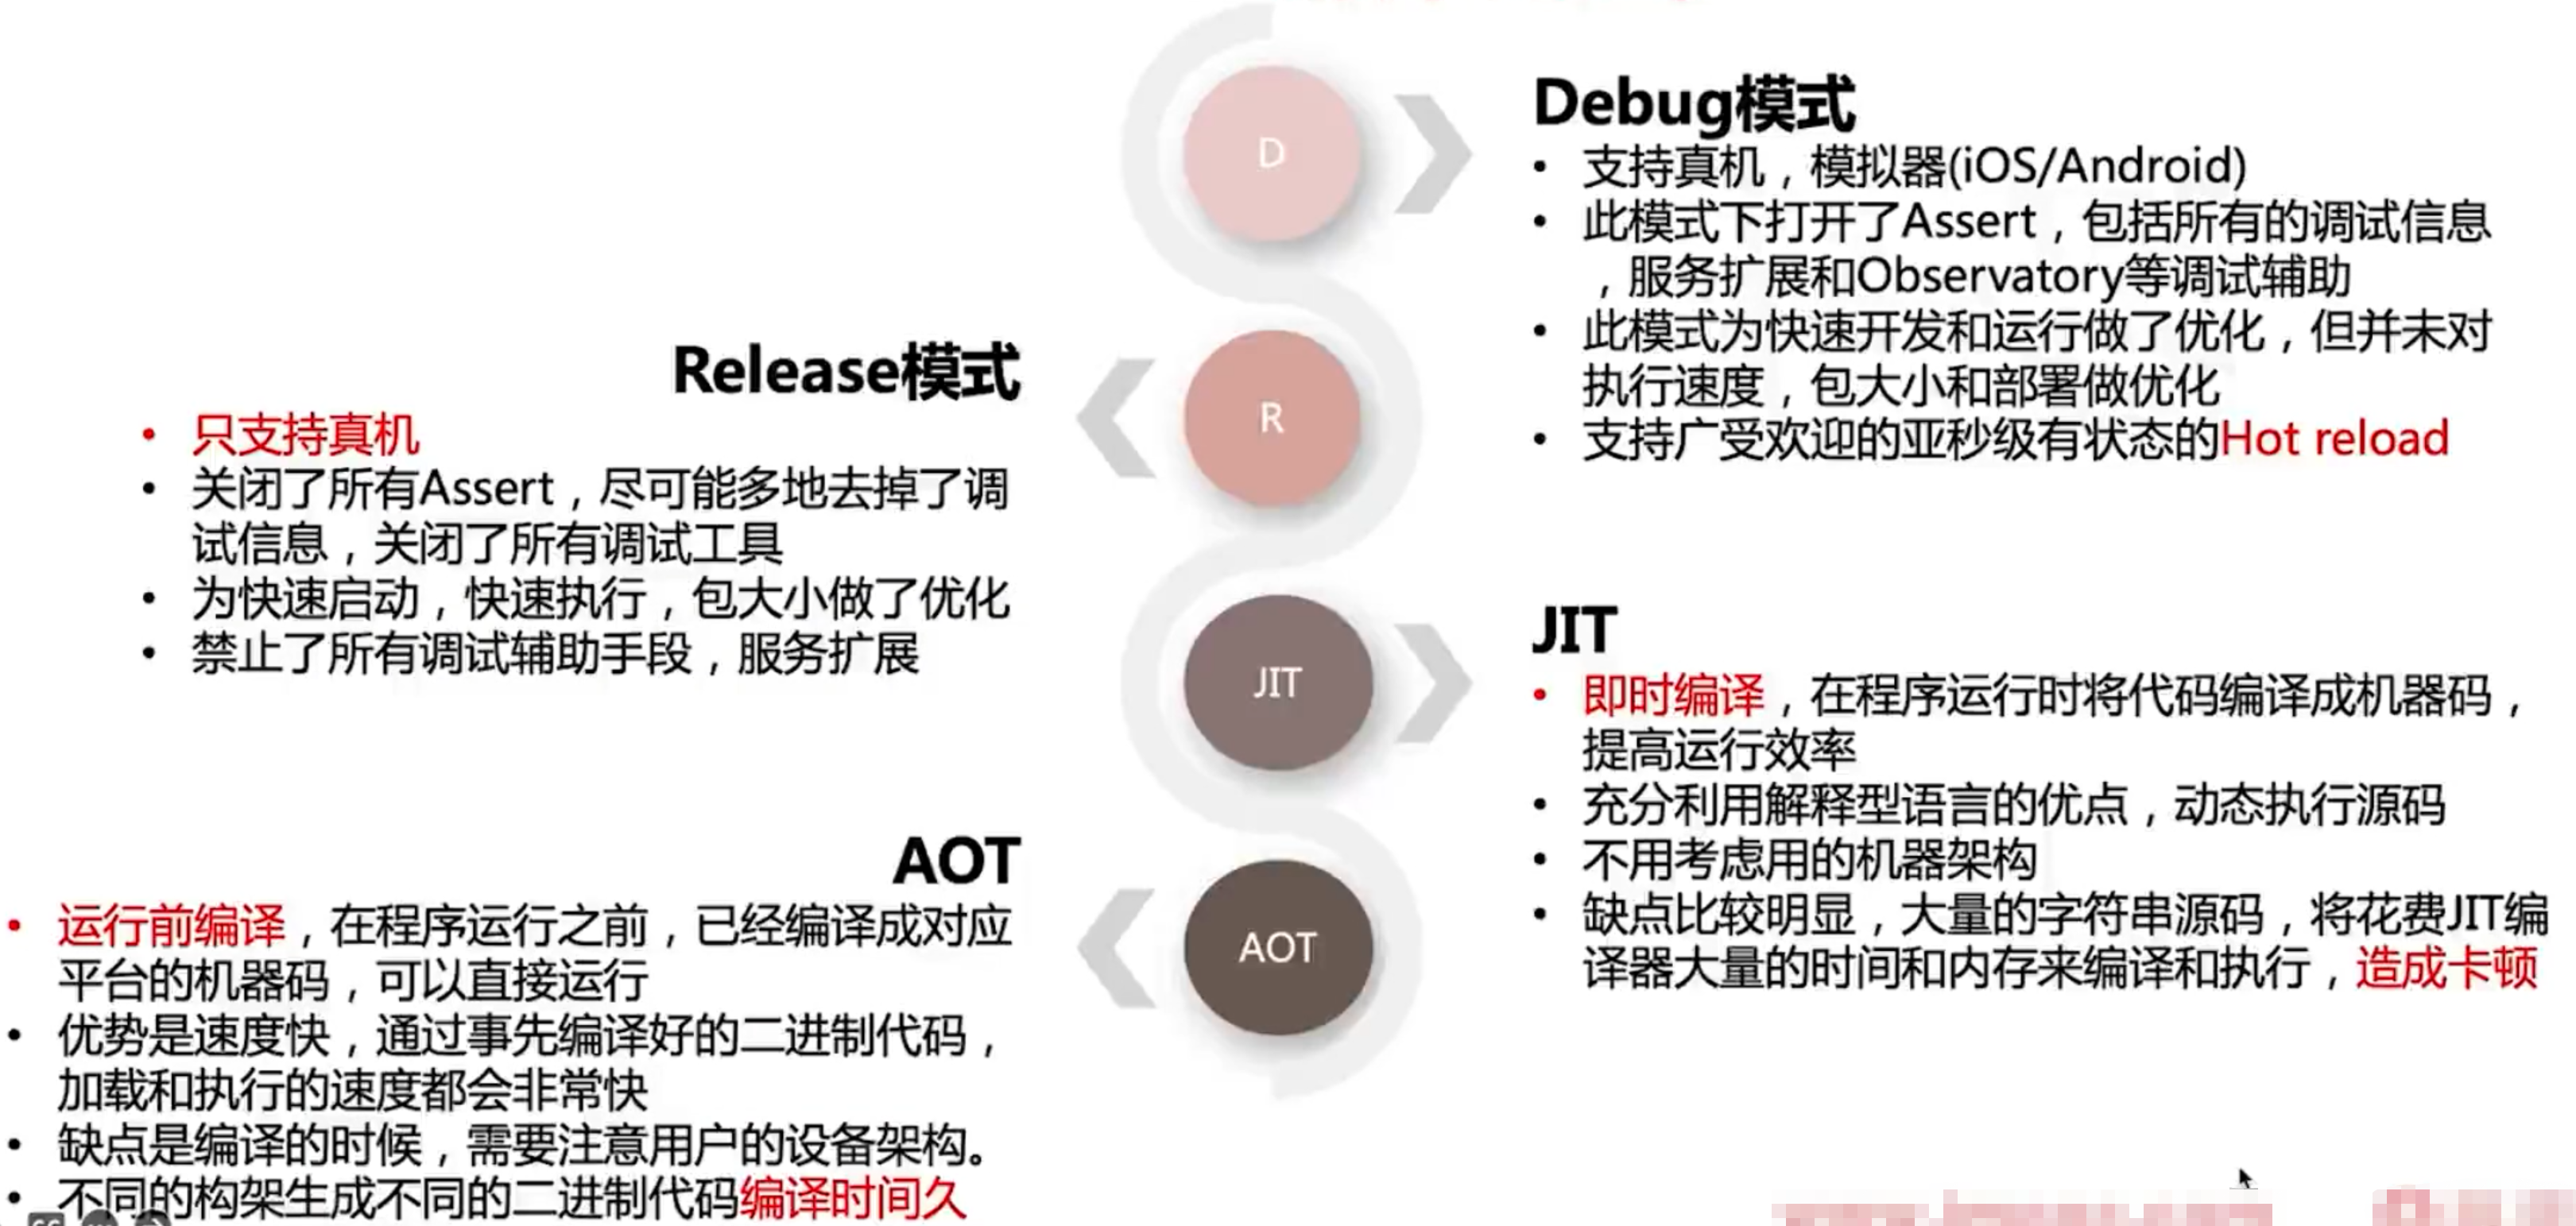 D
Debug模式
• 支持真机，模拟器(iOS/Android)
• 此模式下打开了Assert，包括所有的调试信息
，服务扩展和Observatory等调试辅助
• 此模式为快速开发和运行做了优化，但并未对
执行速度，包大小和部署做优化
• 支持广受欢迎的亚秒级有状态的Hot reload
Release模式
R
• 只支持真机
• 关闭了所有Assert，尽可能多地去掉了调
试信息，关闭了所有调试工具
• 为快速启动，快速执行，包大小做了优化
• 禁止了所有调试辅助手段，服务扩展
JIT
JIT
• 即时编译，在程序运行时将代码编译成机器码，
提高运行效率
• 充分利用解释型语言的优点，动态执行源码
• 不用考虑用的机器架构
• 缺点比较明显，大量的字符串源码，将花费JIT编
译器大量的时间和内存来编译和执行，造成卡顿
AOT
AOT
• 运行前编译，在程序运行之前，已经编译成对应
平台的机器码，可以直接运行
• 优势是速度快，通过事先编译好的二进制代码，
加载和执行的速度都会非常快
• 缺点是编译的时候，需要注意用户的设备架构。
• 不同的构架生成不同的二进制代码编译时间久